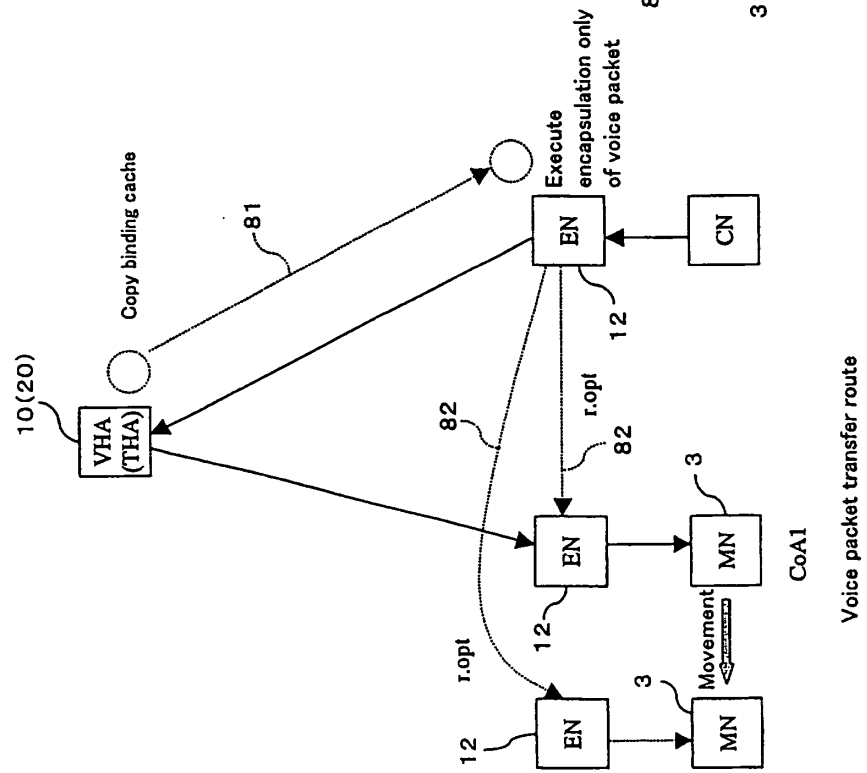 10(20)
VHA
(THA)
Copy binding cache
81
82
r.opt
82
r.opt
EN
12
Execute
encapsulation only
of voice packet
8
3
EN
12
EN
12
CN
MN
3
CoA1
Movement
MN
3
Voice packet transfer route